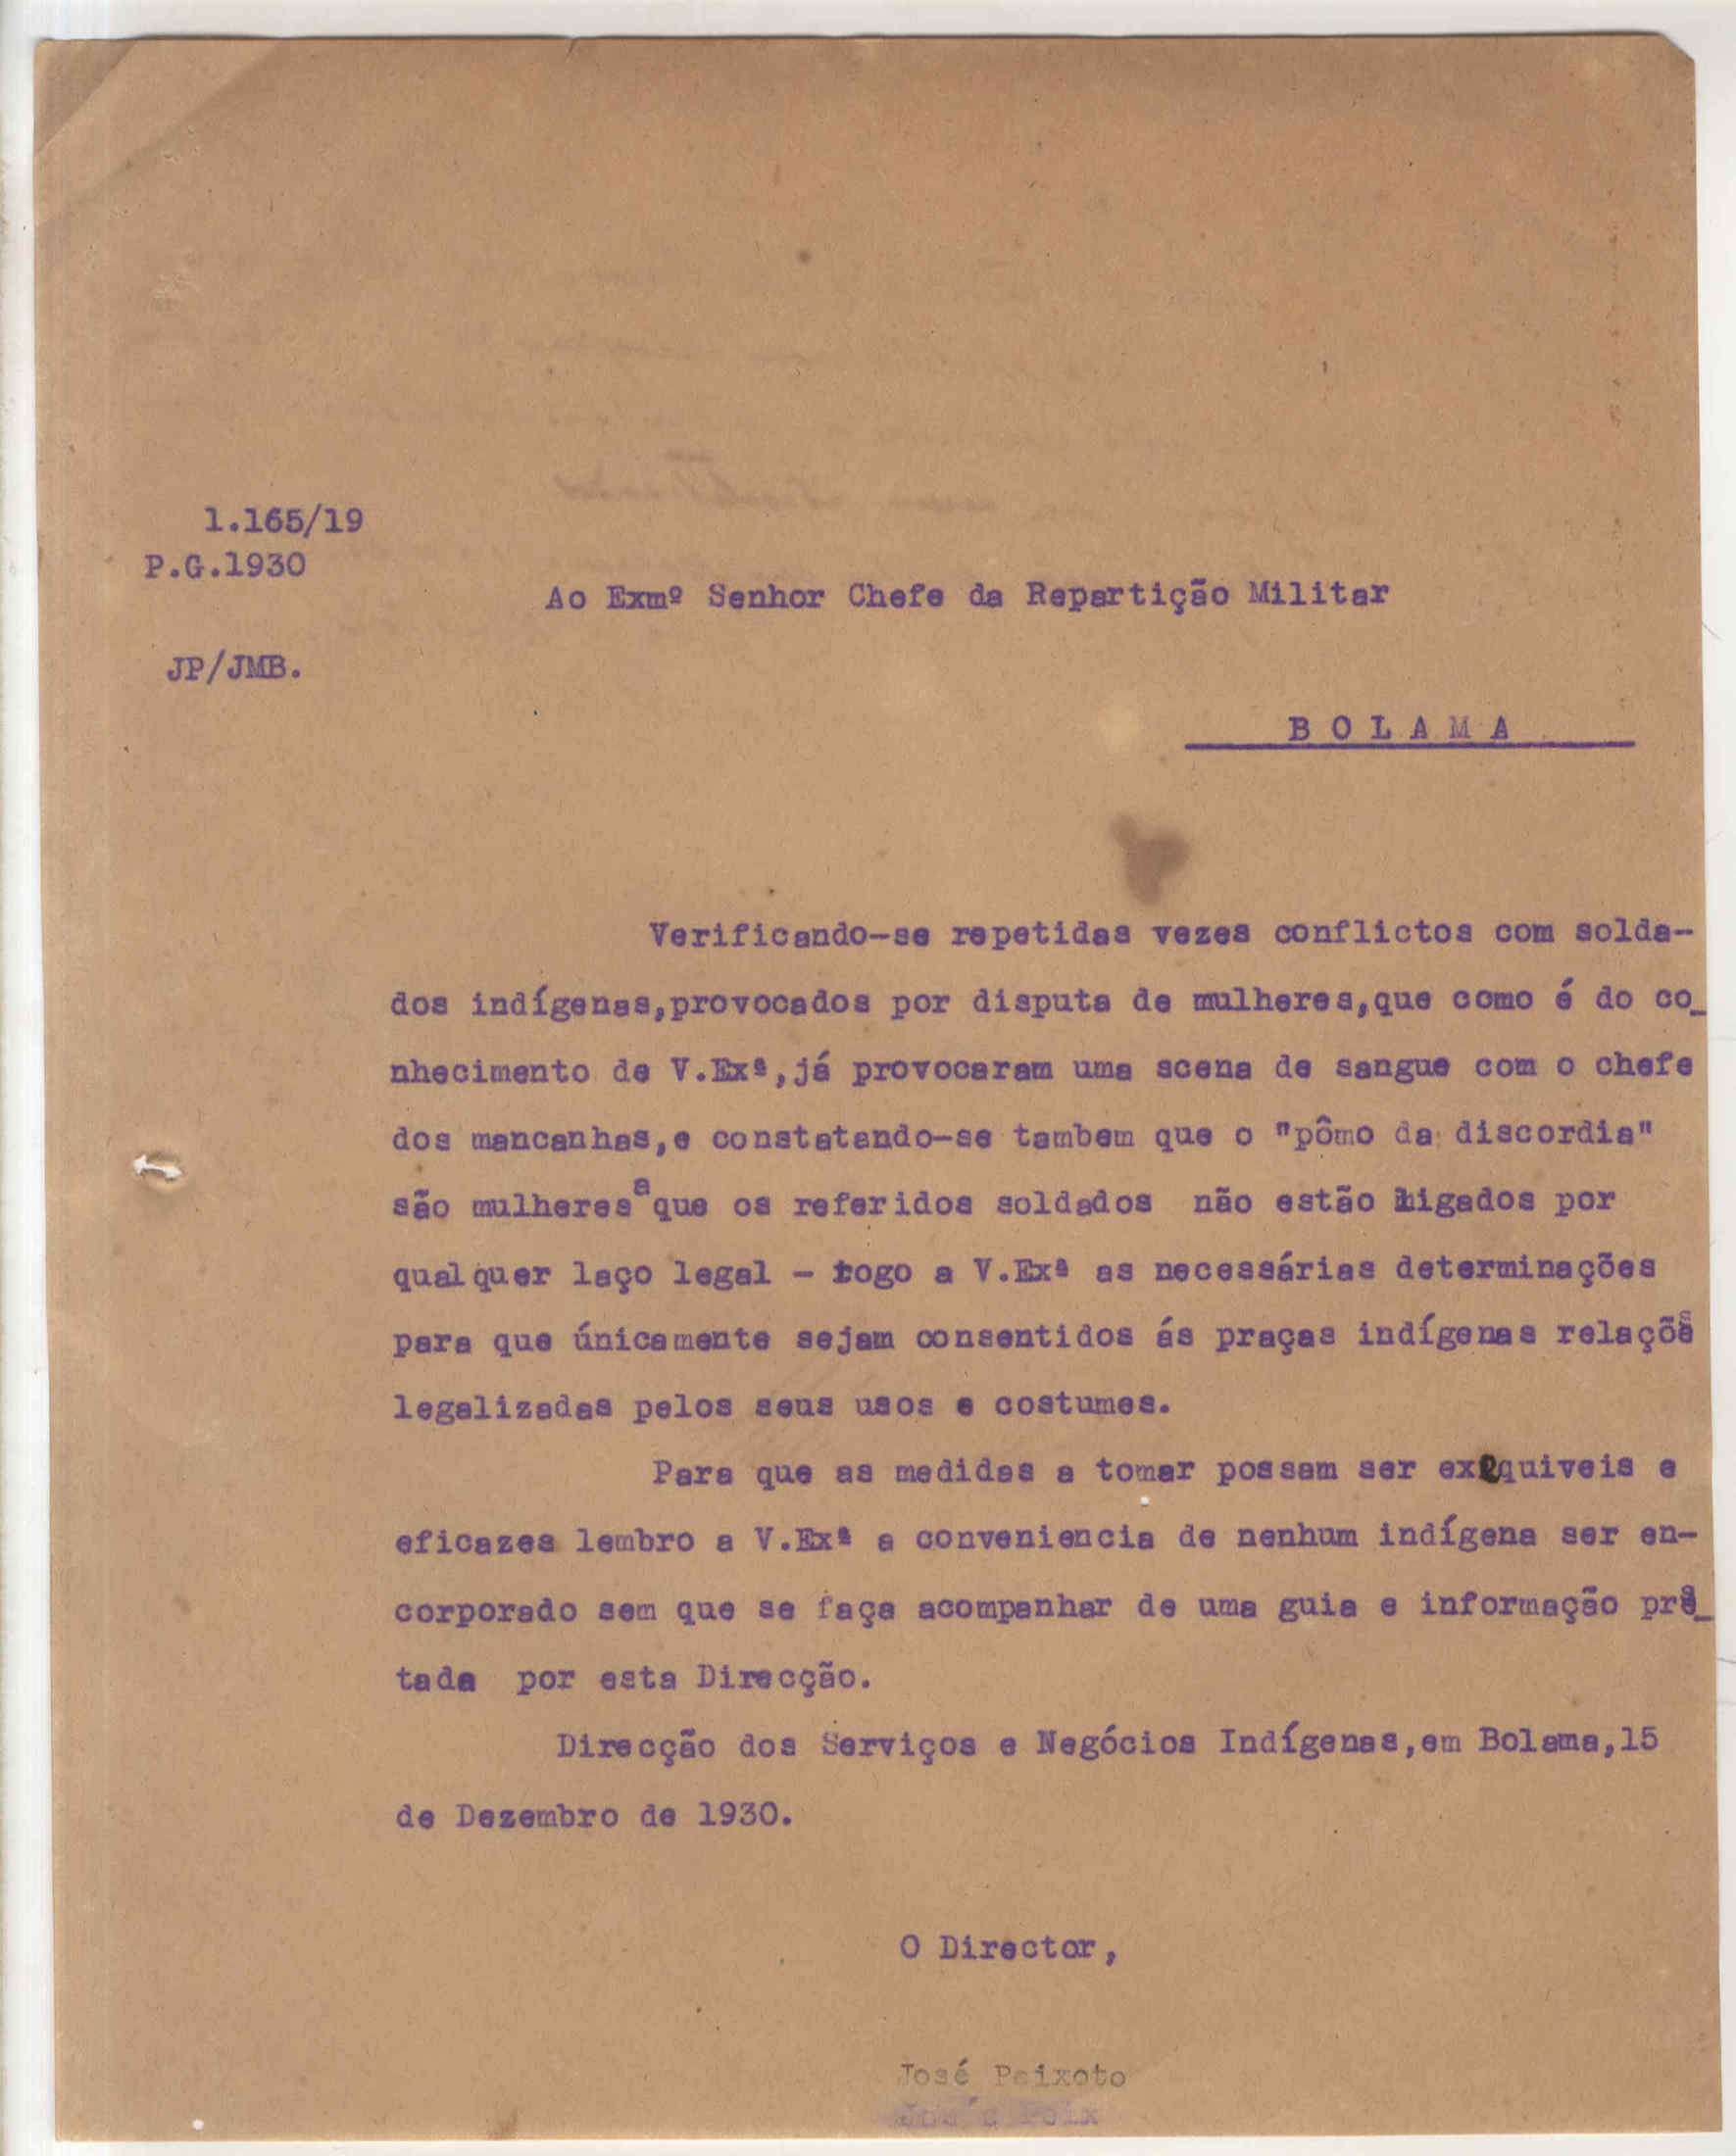 1.165/19
P.G.1930
Ao Exmº Senhor Chefe da Repartição Militar
JP/JMB.
B O L A M A
Verificando-se repetidas vezes conflictos com solda-
dos indígenas,provocados por disputa de mulheres,que como é do co_
nhecimento de V.Exª,já provocaram uma scena de sangue com o chefe
dos mancanhas,e constatando-se tambem que o "pômo da discordia"
são mulheres a que os referidos soldados não estão ligados por
qualquer laço legal - rogo a V.Exª as necessárias determinações
para que únicamente sejam consentidos ás praças indígenas relações
legalizadas pelos seus usos e costumes.
Para que as medidas a tomar possam ser exequiveis e
eficazes lembro a V.Exª a conveniencia de nenhum indígena ser en-
corporado sem que se faça acompanhar de uma guia e informação pres_
tada por esta Direcção.
Direcção dos Serviços e Negócios Indígenas,em Bolama,15
de Dezembro de 1930.
O Director,
José Peixoto
José Peix